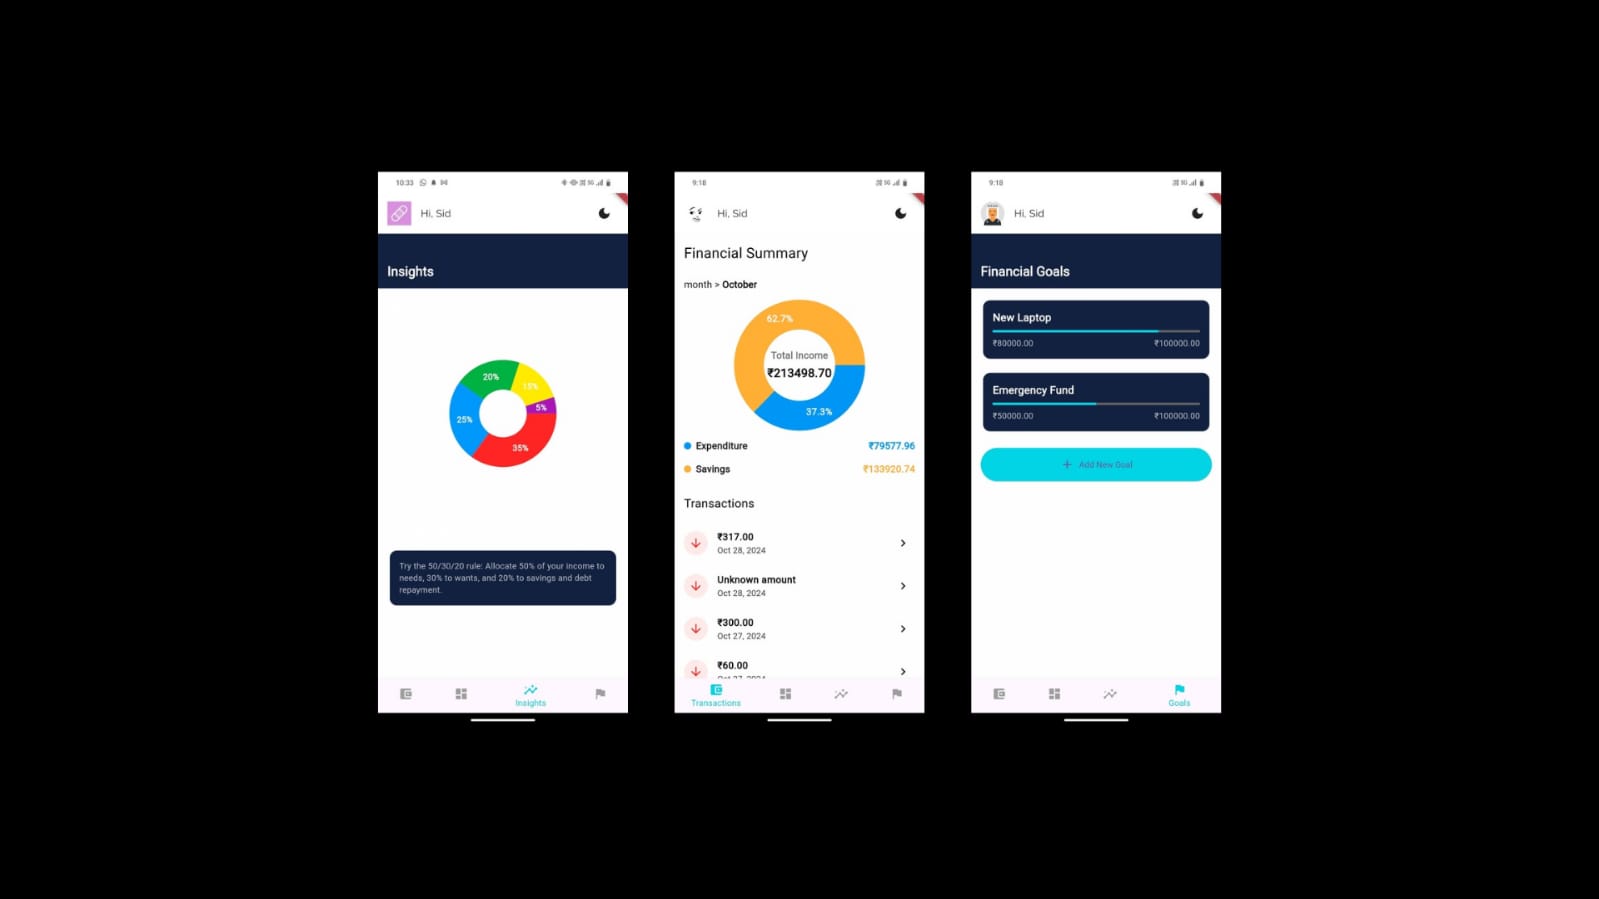 10:33
Hi, Sid
Insights
20%
15%
5%
25%
35%
Try the 50/30/20 rule: Allocate 50% of your income to
needs, 30% to wants, and 20% to savings and debt
repayment.
Insights
9:18
Hi, Sid
Financial Summary
month > October
62.7%
Total Income
₹213498.70
37.3%
Expenditure ₹79577.96
Savings ₹133920.74
Transactions
₹317.00
Oct 28, 2024
Unknown amount
Oct 28, 2024
₹300.00
Oct 27, 2024
₹60.00
Oct 27, 2024
Transactions
9:18
Hi, Sid
Financial Goals
New Laptop
₹80000.00 ₹100000.00
Emergency Fund
₹50000.00 ₹100000.00
+ Add New Goal
Goals